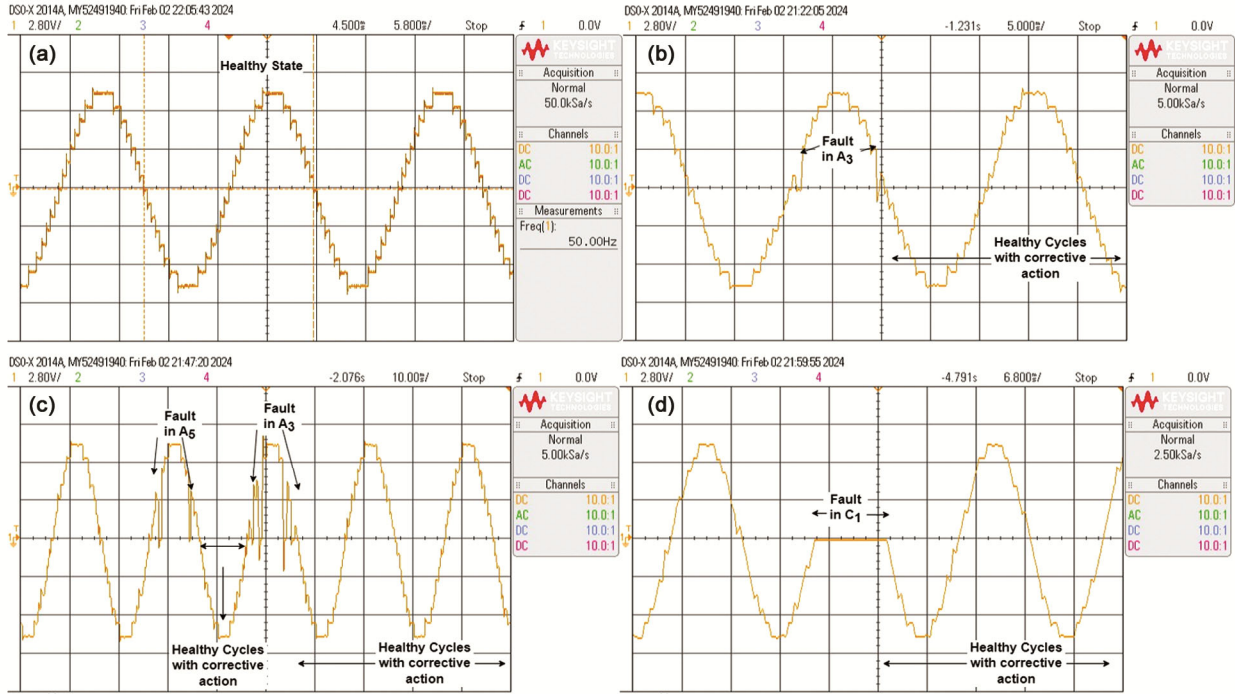 DSO-X 2014A, MY52491940: Fri Feb 02 22:05:43 2024
1 2.80V/ 2 3 4 4.500s 5.800s/ Stop 1 0.0V
(a)
Healthy State
KEYSIGHT
TECHNOLOGIES
Acquisition
Normal
50.0kSa/s
Channels
DC 10.0:1
AC 10.0:1
DC 10.0:1
DC 10.0:1
Measurements
Freq(1):
50.00Hz
DSO-X 2014A, MY52491940: Fri Feb 02 21:22:05 2024
1 2.80V/ 2 3 4 -1.231s 5.000s/ Stop 1 0.0V
(b)
Fault
in A3
Healthy Cycles
with corrective
action
KEYSIGHT
TECHNOLOGIES
Acquisition
Normal
5.00kSa/s
Channels
DC 10.0:1
AC 10.0:1
DC 10.0:1
DC 10.0:1
DSO-X 2014A, MY52491940: Fri Feb 02 21:47:20 2024
1 2.80V/ 2 3 4 -2.076s 10.00s/ Stop 1 0.0V
(c)
Fault
in A5
Fault
in A3
Healthy Cycles
with corrective
action
Healthy Cycles
with corrective
action
KEYSIGHT
TECHNOLOGIES
Acquisition
Normal
5.00kSa/s
Channels
DC 10.0:1
AC 10.0:1
DC 10.0:1
DC 10.0:1
DSO-X 2014A, MY52491940: Fri Feb 02 21:59:55 2024
1 2.80V/ 2 3 4 -4.791s 6.800s/ Stop 1 0.0V
(d)
Fault
in C1
Healthy Cycles
with corrective
action
KEYSIGHT
TECHNOLOGIES
Acquisition
Normal
2.50kSa/s
Channels
DC 10.0:1
AC 10.0:1
DC 10.0:1
DC 10.0:1